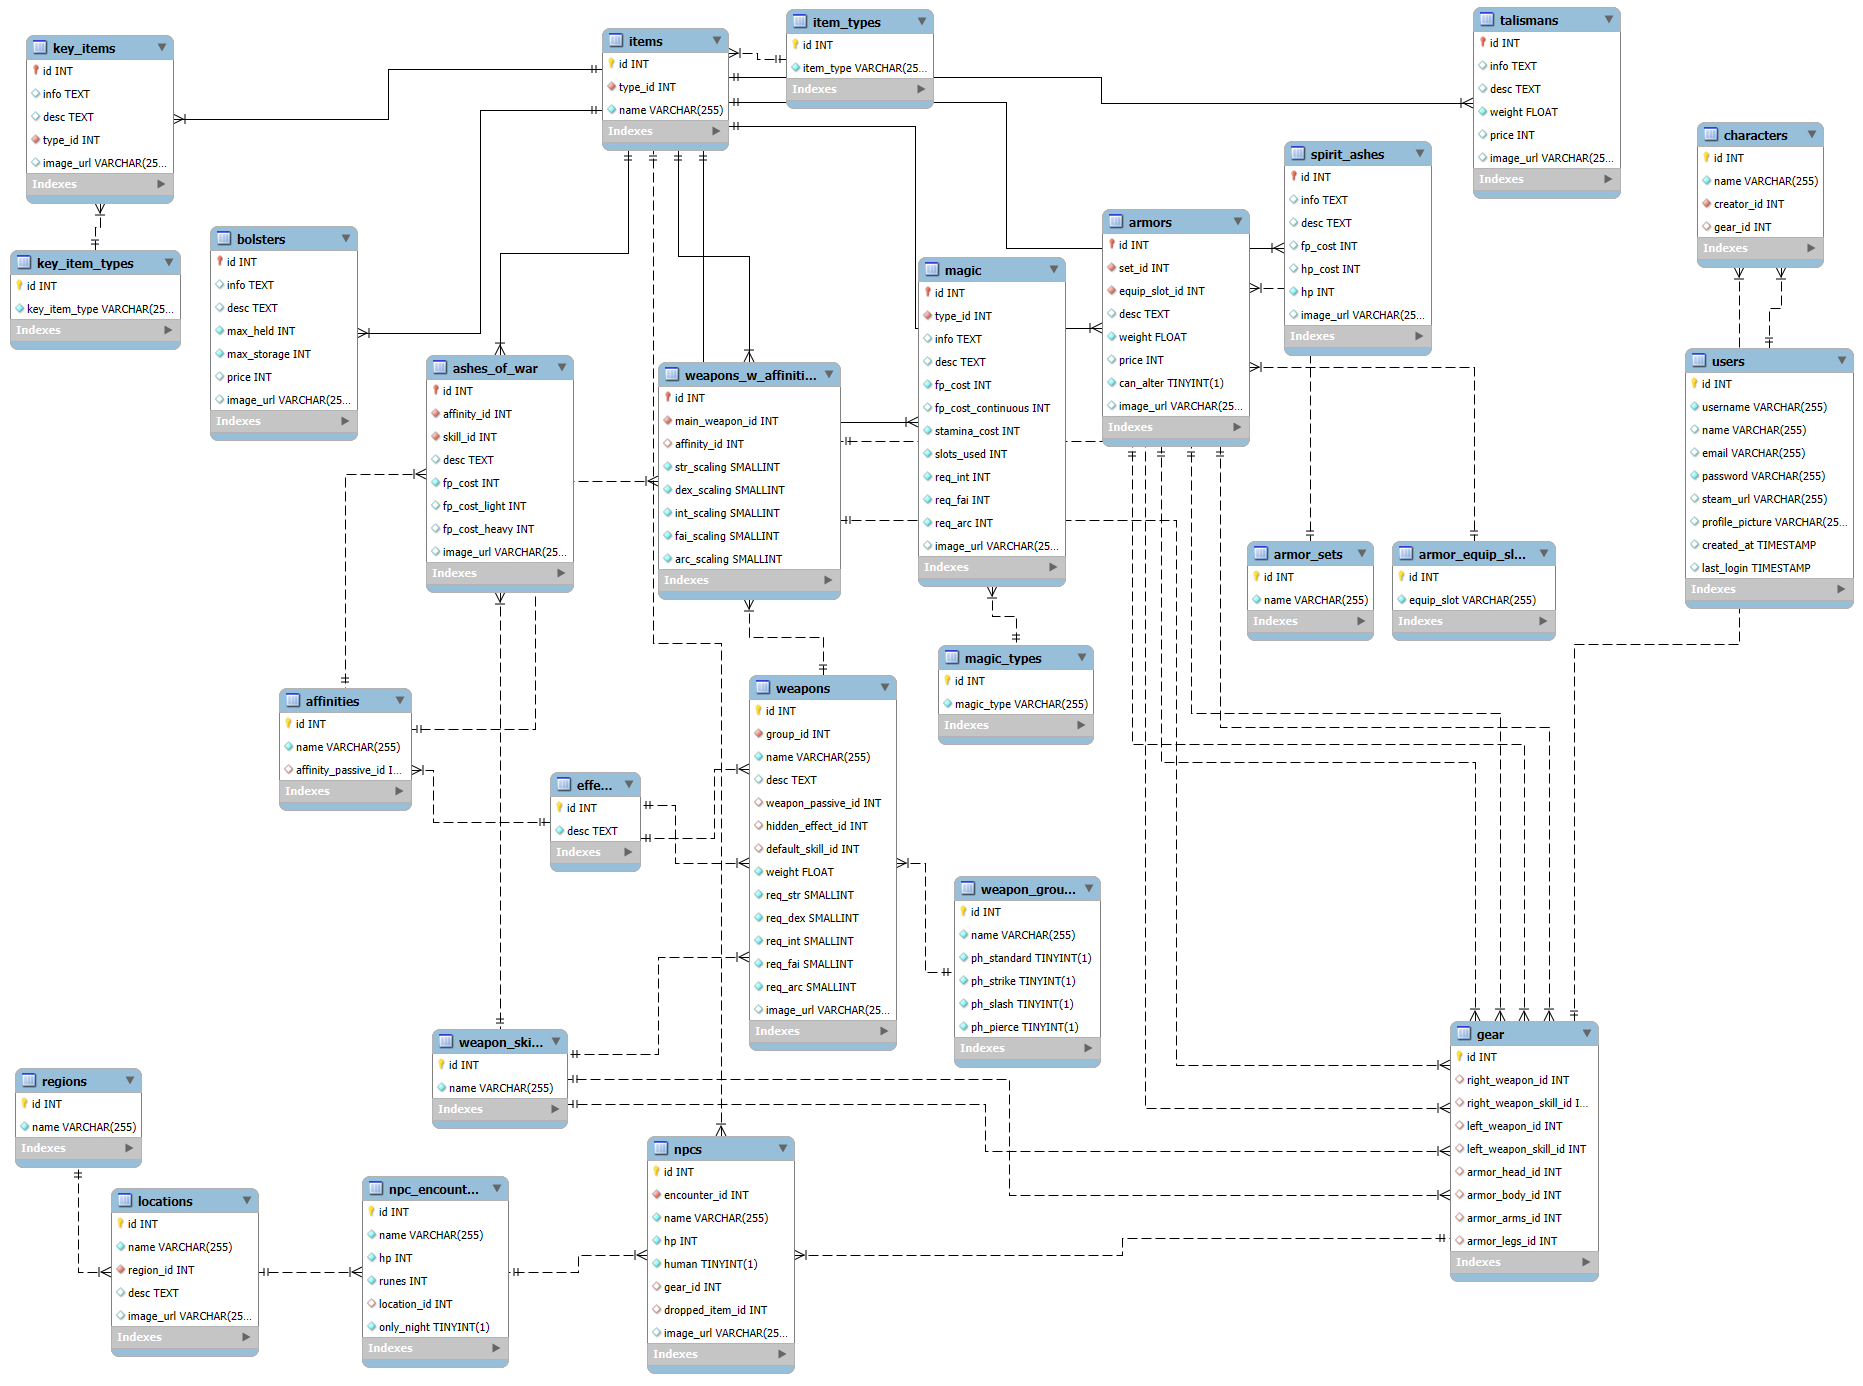 key_items
id INT
info TEXT
desc TEXT
type_id INT
image_url VARCHAR(25...
Indexes
key_item_types
id INT
key_item_type VARCHAR(25...
Indexes
bolsters
id INT
info TEXT
desc TEXT
max_held INT
max_storage INT
price INT
image_url VARCHAR(25...
Indexes
items
id INT
type_id INT
name VARCHAR(255)
Indexes
item_types
id INT
item_type VARCHAR(25...
Indexes
talismans
id INT
info TEXT
desc TEXT
weight FLOAT
price INT
image_url VARCHAR(25...
Indexes
spirit_ashes
id INT
info TEXT
desc TEXT
fp_cost INT
hp_cost INT
hp INT
image_url VARCHAR(25...
Indexes
characters
id INT
name VARCHAR(255)
creator_id INT
gear_id INT
Indexes
armors
id INT
set_id INT
equip_slot_id INT
desc TEXT
weight FLOAT
price INT
can_alter TINYINT(1)
image_url VARCHAR(25...
Indexes
magic
id INT
type_id INT
info TEXT
desc TEXT
fp_cost INT
fp_cost_continuous INT
stamina_cost INT
slots_used INT
req_int INT
req_fai INT
req_arc INT
image_url VARCHAR(25...
Indexes
ashes_of_war
id INT
affinity_id INT
skill_id INT
desc TEXT
fp_cost INT
fp_cost_light INT
fp_cost_heavy INT
image_url VARCHAR(25...
Indexes
weapons_w_affiniti...
id INT
main_weapon_id INT
affinity_id INT
str_scaling SMALLINT
dex_scaling SMALLINT
int_scaling SMALLINT
fai_scaling SMALLINT
arc_scaling SMALLINT
Indexes
users
id INT
username VARCHAR(255)
name VARCHAR(255)
email VARCHAR(255)
password VARCHAR(255)
steam_url VARCHAR(255)
profile_picture VARCHAR(25...
created_at TIMESTAMP
last_login TIMESTAMP
Indexes
armor_sets
id INT
name VARCHAR(255)
Indexes
armor_equip_sl...
id INT
equip_slot VARCHAR(255)
Indexes
magic_types
id INT
magic_type VARCHAR(255)
Indexes
affinities
id INT
name VARCHAR(255)
affinity_passive_id I...
Indexes
effe...
id INT
desc TEXT
Indexes
weapons
id INT
group_id INT
name VARCHAR(255)
desc TEXT
weapon_passive_id INT
hidden_effect_id INT
default_skill_id INT
weight FLOAT
req_str SMALLINT
req_dex SMALLINT
req_int SMALLINT
req_fai SMALLINT
req_arc SMALLINT
image_url VARCHAR(25...
Indexes
weapon_grou...
id INT
name VARCHAR(255)
ph_standard TINYINT(1)
ph_strike TINYINT(1)
ph_slash TINYINT(1)
ph_pierce TINYINT(1)
Indexes
weapon_ski...
id INT
name VARCHAR(255)
Indexes
gear
id INT
right_weapon_id INT
right_weapon_skill_id I...
left_weapon_id INT
left_weapon_skill_id INT
armor_head_id INT
armor_body_id INT
armor_arms_id INT
armor_legs_id INT
Indexes
regions
id INT
name VARCHAR(255)
Indexes
locations
id INT
name VARCHAR(255)
region_id INT
desc TEXT
image_url VARCHAR(25...
Indexes
npc_encount...
id INT
name VARCHAR(255)
hp INT
runes INT
location_id INT
only_night TINYINT(1)
Indexes
npcs
id INT
encounter_id INT
name VARCHAR(255)
hp INT
human TINYINT(1)
gear_id INT
dropped_item_id INT
image_url VARCHAR(25...
Indexes